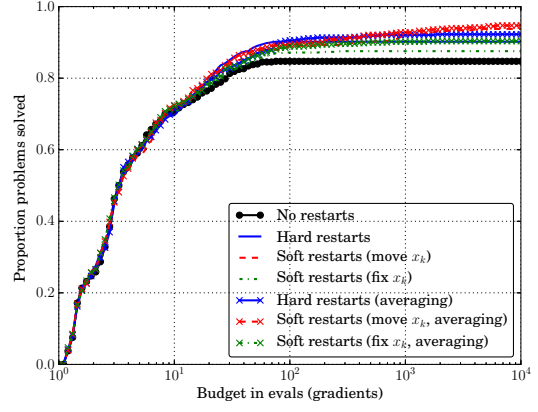 1.0
0.8
0.6
0.4
0.2
0.0
Proportion problems solved
No restarts
Hard restarts
Soft restarts (move x_k)
Soft restarts (fix x_k)
Hard restarts (averaging)
Soft restarts (move x_k, averaging)
Soft restarts (fix x_k, averaging)
10^0 10^1 10^2 10^3 10^4
Budget in evals (gradients)